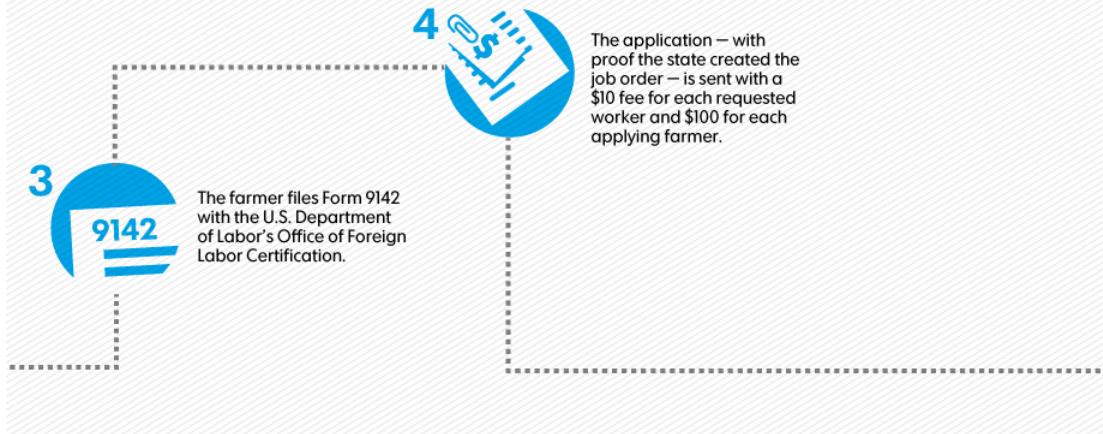 3
9142
The farmer files Form 9142
with the U.S. Department
of Labor’s Office of Foreign
Labor Certification.
4
$
The application — with
proof the state created the
job order — is sent with a
$10 fee for each requested
worker and $100 for each
applying farmer.